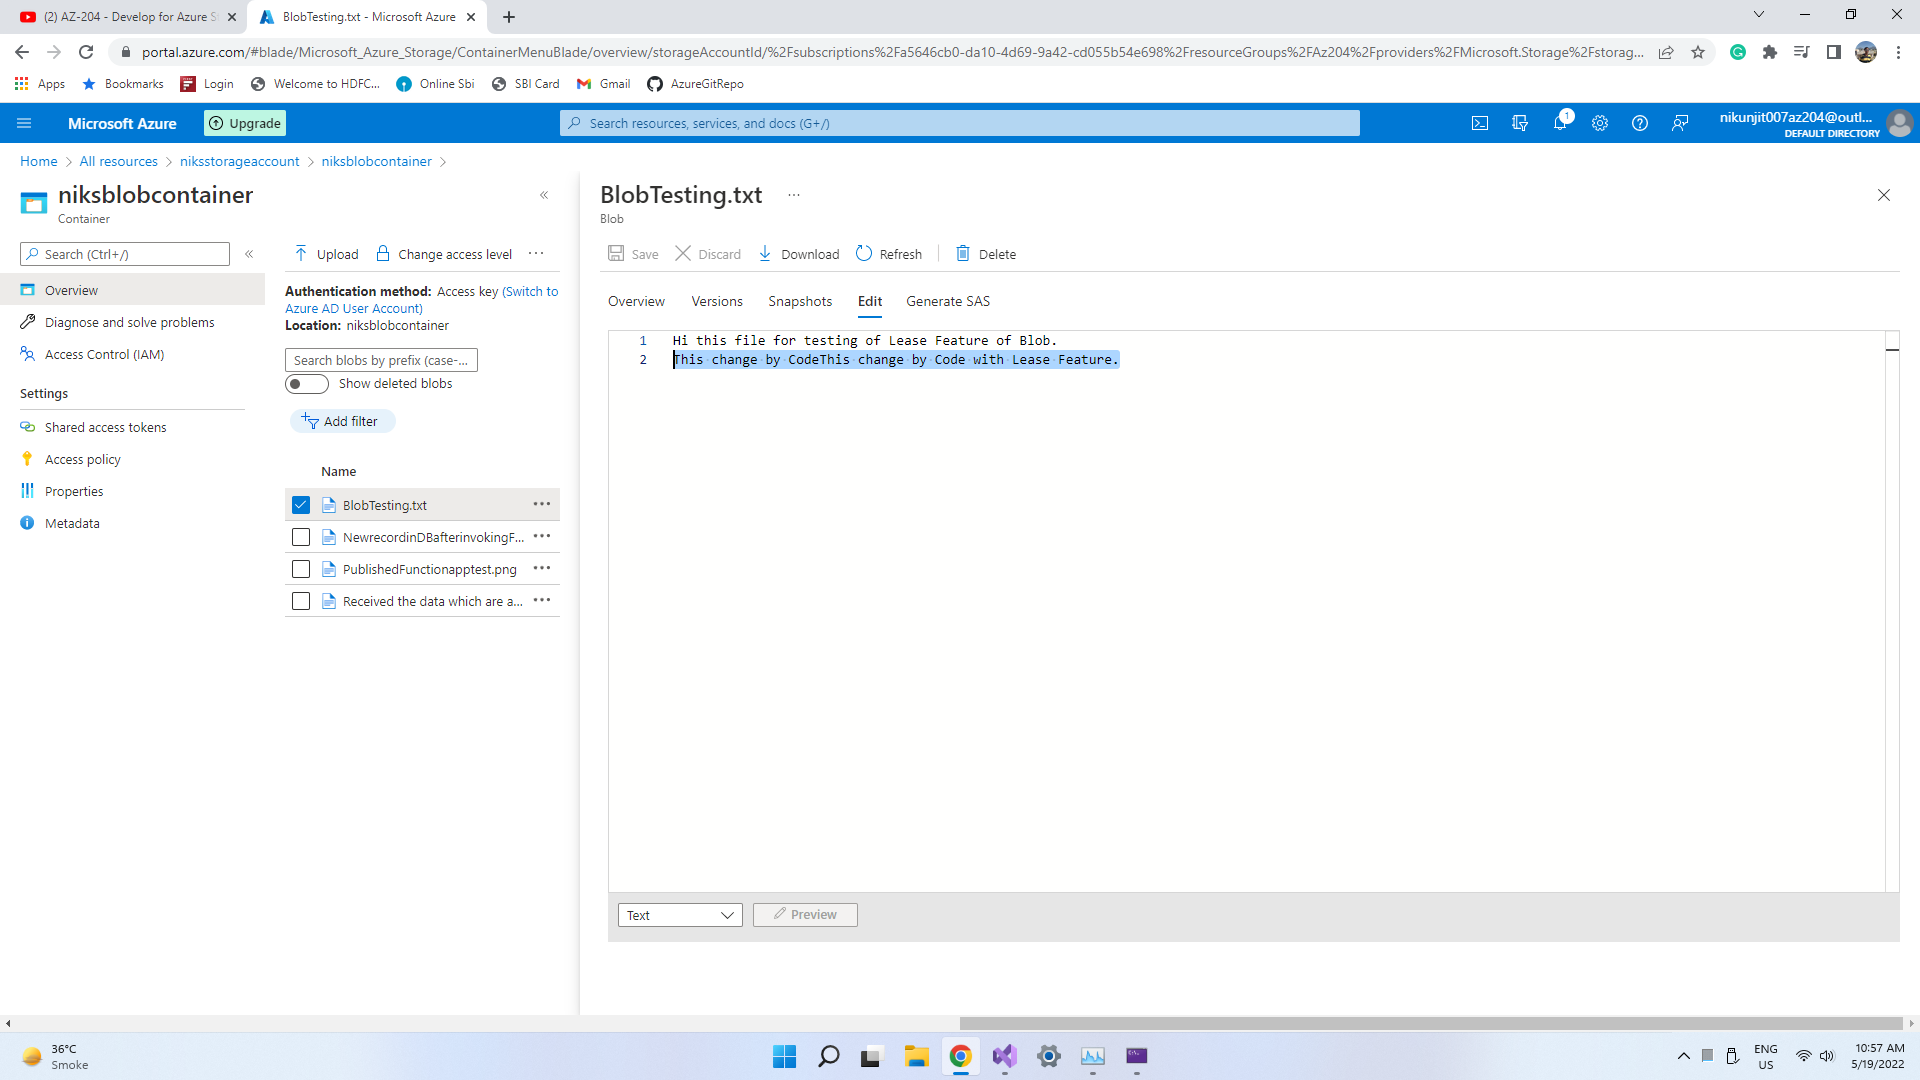 (2) AZ-204 - Develop for Azure S
BlobTesting.txt - Microsoft Azure
portal.azure.com/#blade/Microsoft_Azure_Storage/ContainerMenuBlade/overview/storageAccountId/%2Fsubscriptions%2Fa5646cb0-da10-4d69-9a42-cd055b54e698%2FresourceGroups%2FAz204%2Fproviders%2FMicrosoft.Storage%2Fstorag...
Apps Bookmarks Login Welcome to HDFC... Online Sbi SBI Card Gmail AzureGitRepo
Microsoft Azure Upgrade Search resources, services, and docs (G+/) 1 nikunjit007az204@outl...
DEFAULT DIRECTORY
Home > All resources > niksstorageaccount > niksblobcontainer >
niksblobcontainer
Container
Search (Ctrl+/)
Overview
Diagnose and solve problems
Access Control (IAM)
Settings
Shared access tokens
Access policy
Properties
Metadata
Upload Change access level ...
Authentication method: Access key (Switch to
Azure AD User Account)
Location: niksblobcontainer
Search blobs by prefix (case-...
Show deleted blobs
Add filter
Name
BlobTesting.txt ...
NewrecordinDBafterinvokingF... ...
PublishedFunctionapptest.png ...
Received the data which are a... ...
BlobTesting.txt ...
Blob
Save Discard Download Refresh Delete
Overview Versions Snapshots Edit Generate SAS
1 Hi this file for testing of Lease Feature of Blob.
2 This change by CodeThis change by Code with Lease Feature.
Text Preview
36°C
Smoke
ENG
US
10:57 AM
5/19/2022